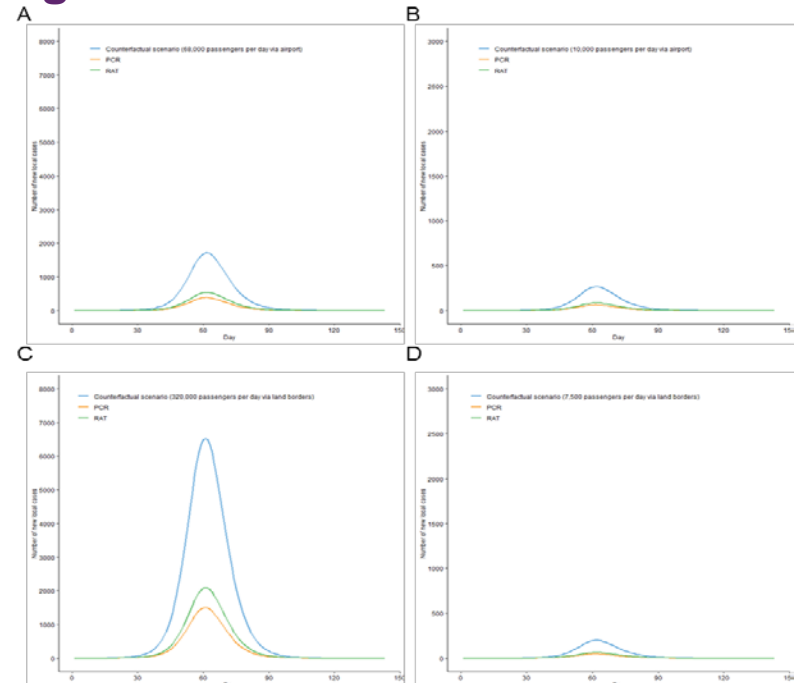 A
8000
7000
6000
5000
4000
3000
2000
1000
0
Number of new local cases
Counterfactual scenario (68,000 passengers per day via airport)
PCR
RAT
0 30 60 90 120 150
Day
B
3000
2500
2000
1500
1000
500
0
Number of new local cases
Counterfactual scenario (10,000 passengers per day via airport)
PCR
RAT
0 30 60 90 120 150
Day
C
8000
7000
6000
5000
4000
3000
2000
1000
0
Number of new local cases
Counterfactual scenario (320,000 passengers per day via land borders)
PCR
RAT
0 30 60 90 120 150
D
3000
2500
2000
1500
1000
500
0
Number of new local cases
Counterfactual scenario (7,500 passengers per day via land borders)
PCR
RAT
0 30 60 90 120 150